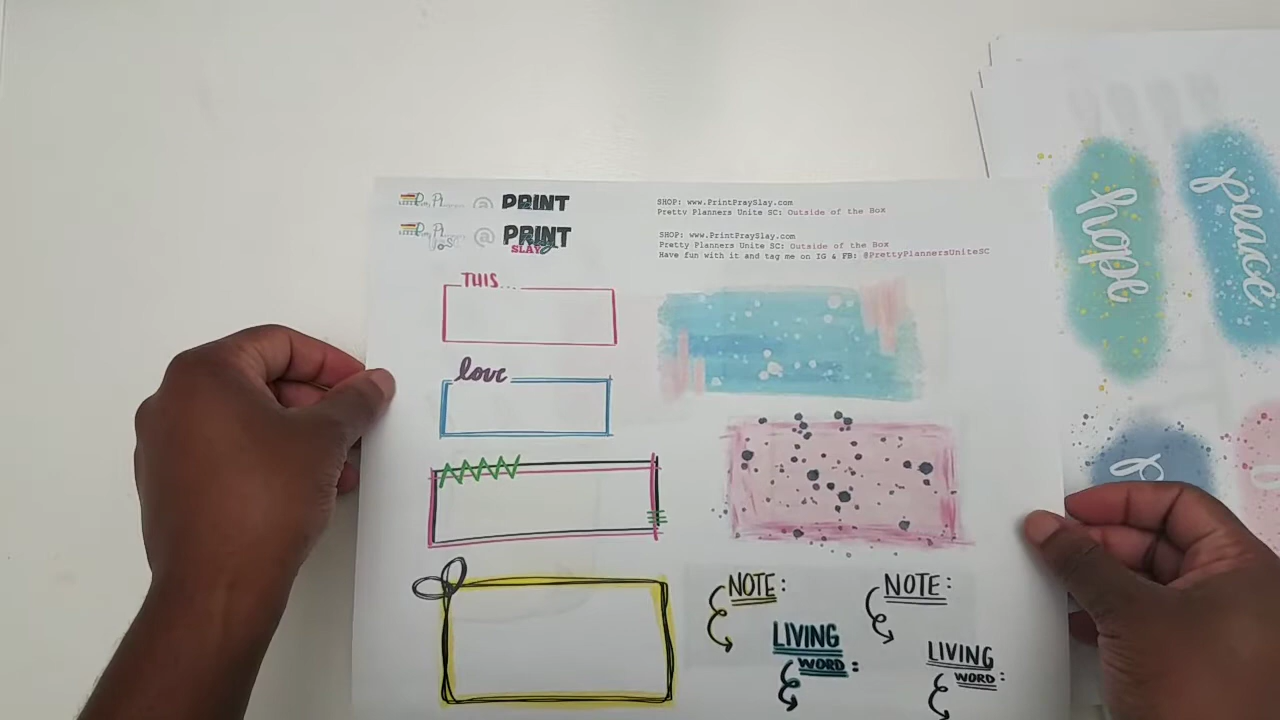 @ PRINT
SHOP: www.PrintPraySlay.com
Pretty Planners Unite SC: Outside of the Box
@ PRINT
SLAY
SHOP: www.PrintPraySlay.com
Pretty Planners Unite SC: Outside of the Box
Have fun with it and tag me on IG & FB: @PrettyPlannersUniteSC
THIS...
love
NOTE:
NOTE:
LIVING
WORD:
LIVING
WORD:
hope
peace